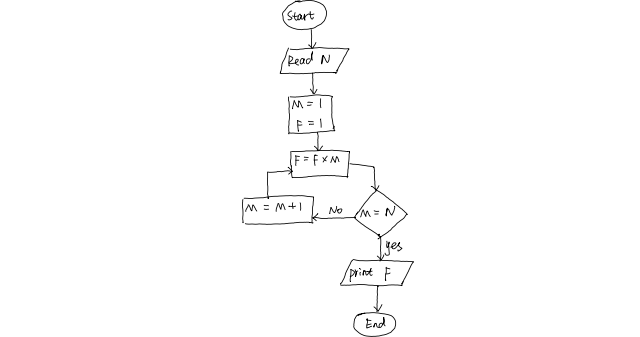 Start
Read N
M = 1
F = 1
F = F × M
M = N
No
M = M + 1
yes
print F
End